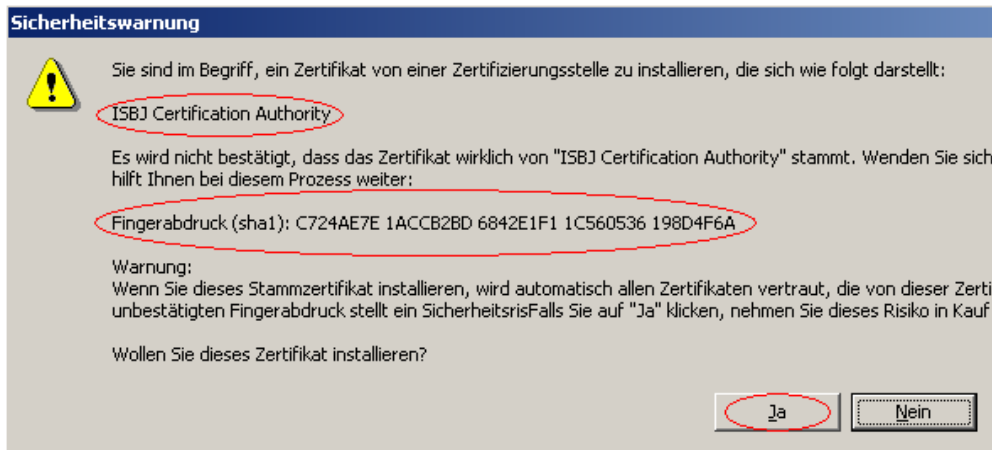 Sicherheitswarnung
Sie sind im Begriff, ein Zertifikat von einer Zertifizierungsstelle zu installieren, die sich wie folgt darstellt:
ISBJ Certification Authority
Es wird nicht bestätigt, dass das Zertifikat wirklich von "ISBJ Certification Authority" stammt. Wenden Sie sich
hilft Ihnen bei diesem Prozess weiter:
Fingerabdruck (sha1): C724AE7E 1ACCB2BD 6842E1F1 1C560536 198D4F6A
Warnung:
Wenn Sie dieses Stammzertifikat installieren, wird automatisch allen Zertifikaten vertraut, die von dieser Zerti
unbestätigten Fingerabdruck stellt ein SicherheitsrisFalls Sie auf "Ja" klicken, nehmen Sie dieses Risiko in Kauf
Wollen Sie dieses Zertifikat installieren?
Ja Nein